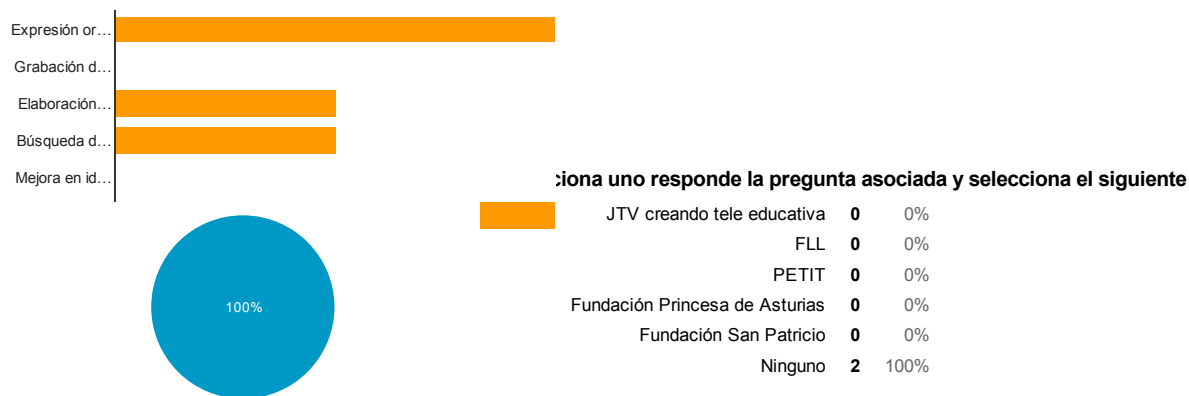 Expresión or…
Grabación d…
Elaboración…
Búsqueda d…
Mejora en id…
ciona uno responde la pregunta asociada y selecciona el siguiente
JTV creando tele educativa 0 0%
FLL 0 0%
PETIT 0 0%
Fundación Princesa de Asturias 0 0%
Fundación San Patricio 0 0%
Ninguno 2 100%
100%